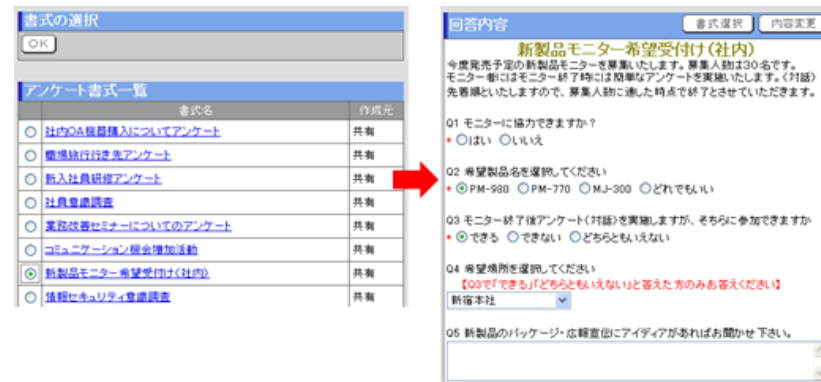 書式の選択
OK
アンケート書式一覧
書式名 作成元
社内OA機器購入についてアンケート 共有
職場旅行行き先アンケート 共有
新入社員研修アンケート 共有
社員意識調査 共有
業務改善セミナーについてのアンケート 共有
コミュニケーション機会増加活動 共有
新製品モニター希望受付け(社内) 共有
情報セキュリティ意識調査 共有
回答内容 書式選択 内容変更
新製品モニター希望受付け(社内)
今度発売予定の新製品モニターを募集いたします。募集人数は30名です。
モニター者にはモニター終了時には簡単なアンケートを実施いたします。(対話)
先着順といたしますので、募集人数に達した時点で終了とさせていただきます。
Q1 モニターに協力できますか?
* はい いいえ
Q2 希望製品名を選択してください
* PM-980 PM-770 MJ-300 どれでもいい
Q3 モニター終了後アンケート(対話)を実施しますが、そちらに参加できますか
* できる できない どちらともいえない
Q4 希望場所を選択してください
【Q3で「できる」「どちらともいえない」と答えた方のみお答えください】
新宿本社
Q5 新製品のパッケージ・広報宣伝にアイディアがあればお聞かせ下さい。